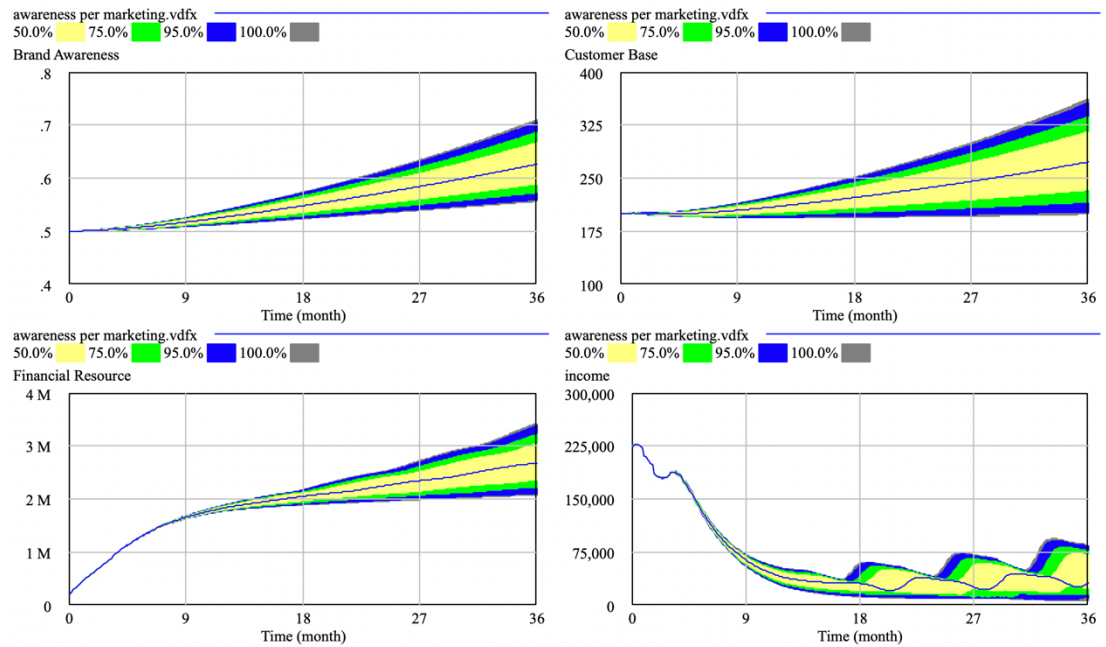 awareness per marketing.vdfx
50.0% 75.0% 95.0% 100.0%
Brand Awareness
.8
.7
.6
.5
.4
0 9 18 27 36
Time (month)
awareness per marketing.vdfx
50.0% 75.0% 95.0% 100.0%
Customer Base
400
325
250
175
100
0 9 18 27 36
Time (month)
awareness per marketing.vdfx
50.0% 75.0% 95.0% 100.0%
Financial Resource
4 M
3 M
2 M
1 M
0
0 9 18 27 36
Time (month)
awareness per marketing.vdfx
50.0% 75.0% 95.0% 100.0%
income
300,000
225,000
150,000
75,000
0
0 9 18 27 36
Time (month)